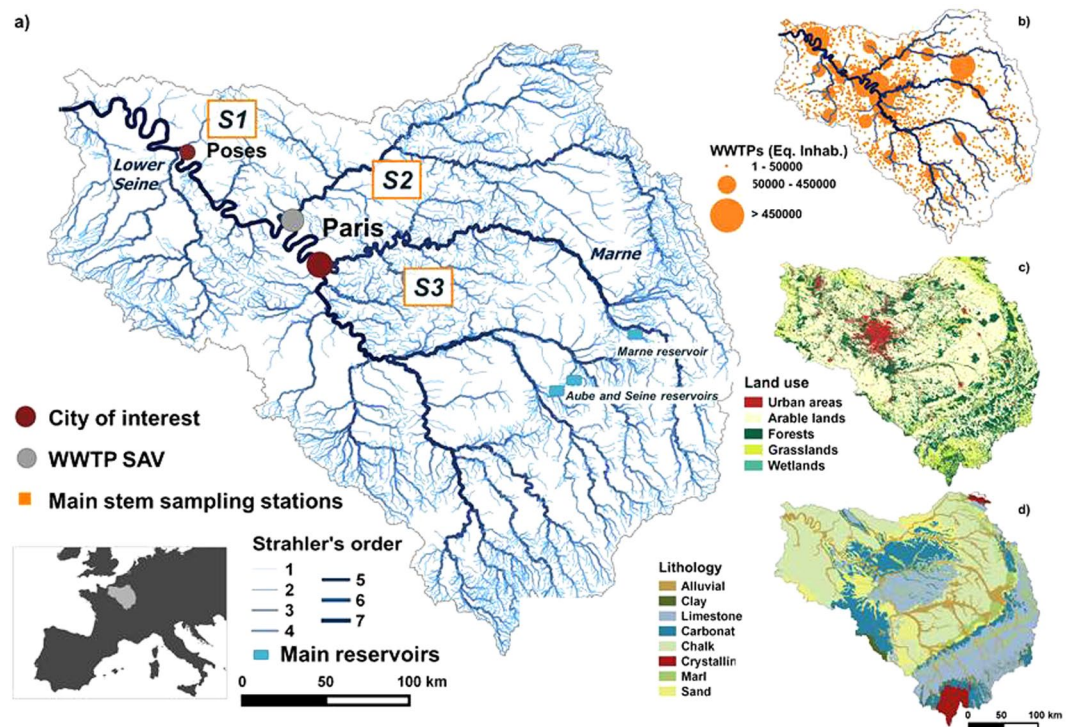 a)
S1
Poses
Lower
Seine
S2
Paris
Marne
S3
Marne reservoir
Aube and Seine reservoirs
City of interest
WWTP SAV
Main stem sampling stations
Strahler's order
1
2
3
4
5
6
7
Main reservoirs
0 50 100 km
b)
WWTPs (Eq. Inhab.)
1 - 50000
50000 - 450000
> 450000
c)
Land use
Urban areas
Arable lands
Forests
Grasslands
Wetlands
d)
Lithology
Alluvial
Clay
Limestone
Carbonat
Chalk
Crystallin
Marl
Sand
0 50 100 km